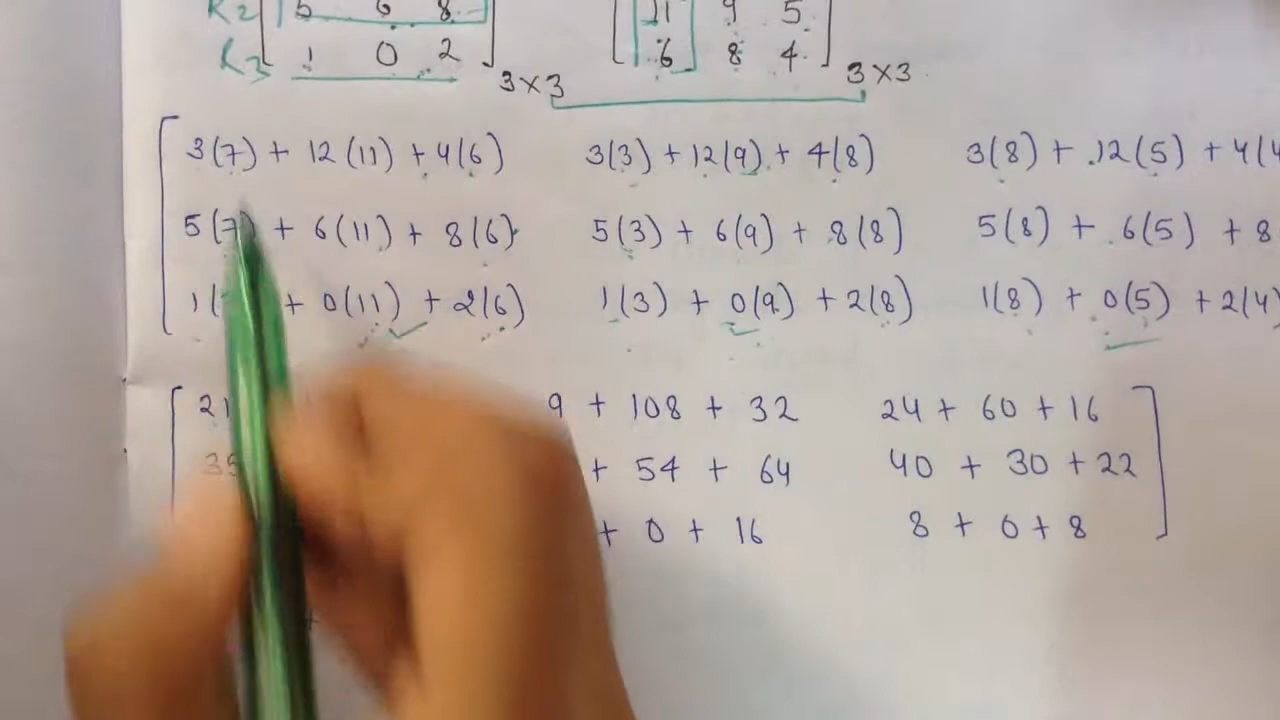 R2 5 6 8 11 9 5
R3 1 0 2 6 8 4
3×3 3×3
3(7) + 12(11) + 4(6) 3(3) + 12(9) + 4(8) 3(8) + 12(5) + 4(4
5(7) + 6(11) + 8(6) 5(3) + 6(9) + 8(8) 5(8) + 6(5) + 8
1( + 0(11) + 2(6) 1(3) + 0(9) + 2(8) 1(8) + 0(5) + 2(4)
21 9 + 108 + 32 24 + 60 + 16
35 + 54 + 64 40 + 30 + 22
+ 0 + 16 8 + 0 + 8
+